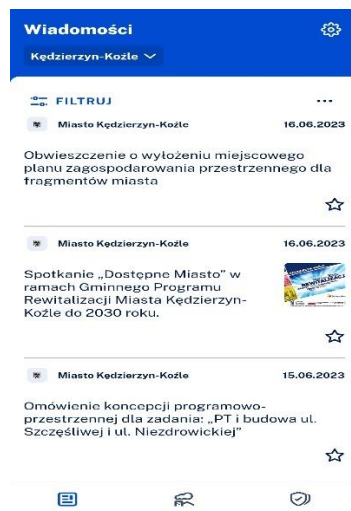 Wiadomości
Kędzierzyn-Koźle
FILTRUJ
Miasto Kędzierzyn-Koźle 16.06.2023
Obwieszczenie o wyłożeniu miejscowego
planu zagospodarowania przestrzennego dla
fragmentów miasta
Miasto Kędzierzyn-Koźle 16.06.2023
Spotkanie „Dostępne Miasto” w
ramach Gminnego Programu
Rewitalizacji Miasta Kędzierzyn-
Koźle do 2030 roku.
Miasto Kędzierzyn-Koźle 15.06.2023
Omówienie koncepcji programowo-
przestrzennej dla zadania: „PT i budowa ul.
Szczęśliwej i ul. Niezdrowickiej”